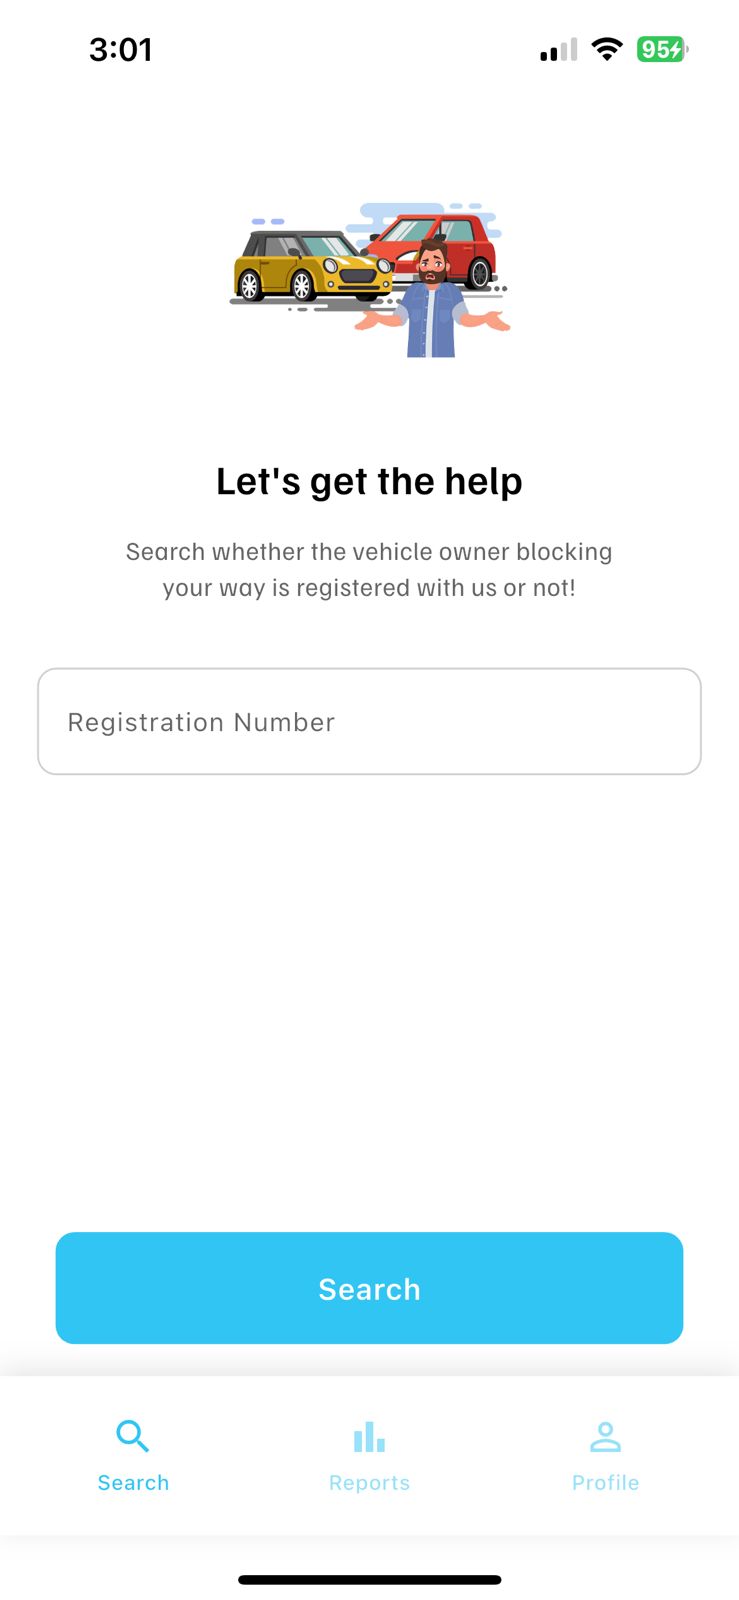 3:01
95
Let's get the help
Search whether the vehicle owner blocking
your way is registered with us or not!
Registration Number
Search
Search
Reports
Profile